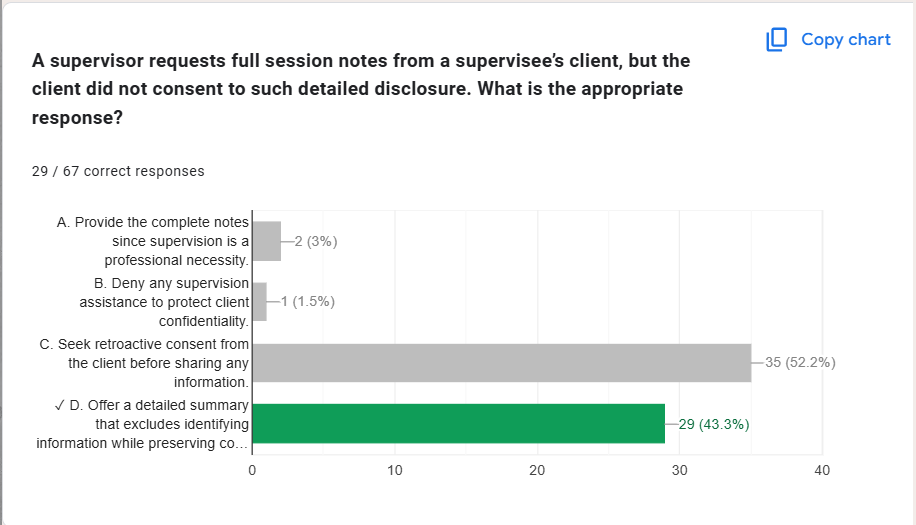 Copy chart
A supervisor requests full session notes from a supervisee's client, but the
client did not consent to such detailed disclosure. What is the appropriate
response?
29 / 67 correct responses
A. Provide the complete notes
since supervision is a
professional necessity.
2 (3%)
B. Deny any supervision
assistance to protect client
confidentiality.
1 (1.5%)
C. Seek retroactive consent from
the client before sharing any
information.
35 (52.2%)
✓ D. Offer a detailed summary
that excludes identifying
information while preserving co...
29 (43.3%)
0 10 20 30 40